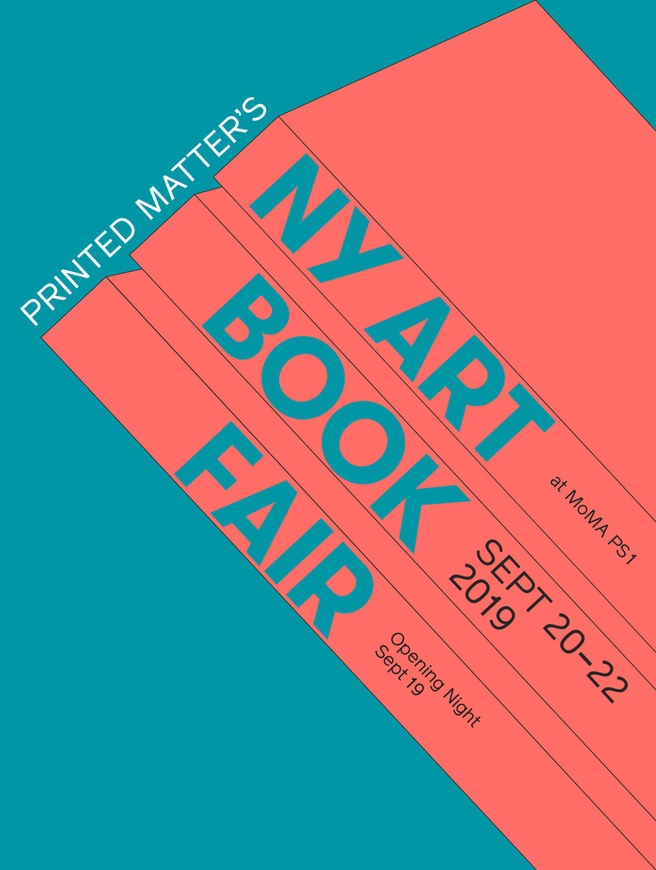 PRINTED MATTER’S
NY ART
BOOK
FAIR
at MoMA PS1
SEPT 20–22
2019
Opening Night
Sept 19